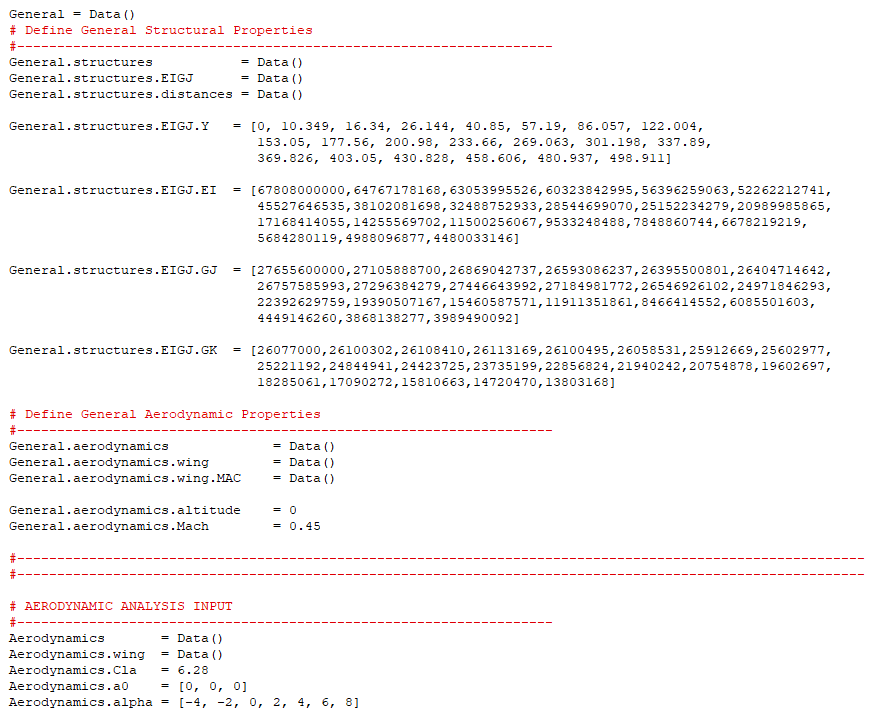 General = Data()
# Define General Structural Properties
#-------------------------------------------------------------------
General.structures           = Data()
General.structures.EIGJ      = Data()
General.structures.distances = Data()
General.structures.EIGJ.Y   = [0, 10.349, 16.34, 26.144, 40.85, 57.19, 86.057, 122.004,
153.05, 177.56, 200.98, 233.66, 269.063, 301.198, 337.89,
369.826, 403.05, 430.828, 458.606, 480.937, 498.911]
General.structures.EIGJ.EI  = [67808000000,64767178168,63053995526,60323842995,56396259063,52262212741,
45527646535,38102081698,32488752933,28544699070,25152234279,20989985865,
17168414055,14255569702,11500256067,9533248488,7848860744,6678219219,
5684280119,4988096877,4480033146]
General.structures.EIGJ.GJ  = [27655600000,27105888700,26869042737,26593086237,26395500801,26404714642,
26757585993,27296384279,27446643992,27184981772,26546926102,24971846293,
22392629759,19390507167,15460587571,11911351861,8466414552,6085501603,
4449146260,3868138277,3989490092]
General.structures.EIGJ.GK  = [26077000,26100302,26108410,26113169,26100495,26058531,25912669,25602977,
25221192,24844941,24423725,23735199,22856824,21940242,20754878,19602697,
18285061,17090272,15810663,14720470,13803168]
# Define General Aerodynamic Properties
#-------------------------------------------------------------------
General.aerodynamics             = Data()
General.aerodynamics.wing        = Data()
General.aerodynamics.wing.MAC    = Data()
General.aerodynamics.altitude    = 0
General.aerodynamics.Mach        = 0.45
#----------------------------------------------------------------------------------------------------------
#----------------------------------------------------------------------------------------------------------
# AERODYNAMIC ANALYSIS INPUT
#-------------------------------------------------------------------
Aerodynamics       = Data()
Aerodynamics.wing  = Data()
Aerodynamics.Cla   = 6.28
Aerodynamics.a0    = [0, 0, 0]
Aerodynamics.alpha = [-4, -2, 0, 2, 4, 6, 8]